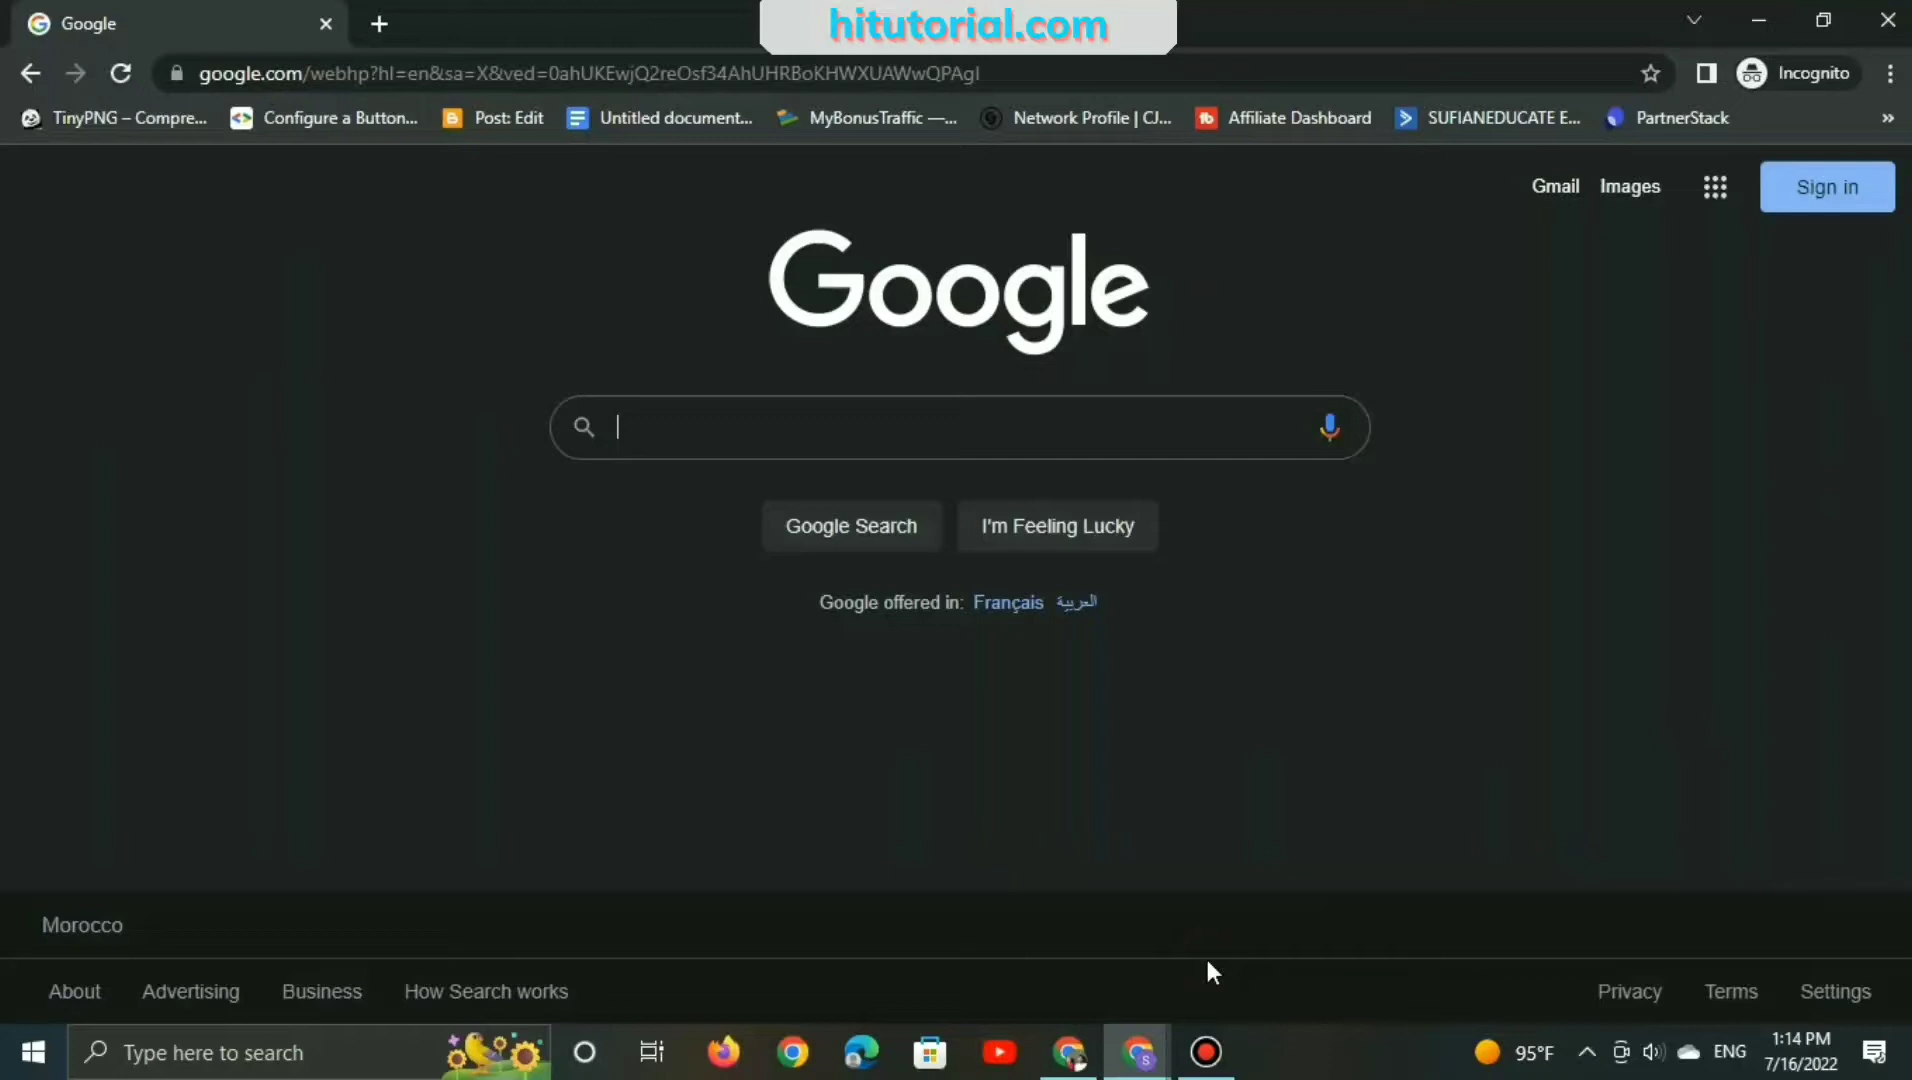 Google
hitutorial.com
google.com/webhp?hl=en&sa=X&ved=0ahUKEwjQ2reOsf34AhUHRBoKHWXUAWwQPAgI
Incognito
TinyPNG – Compre... Configure a Button... Post: Edit Untitled document... MyBonusTraffic —... Network Profile | CJ... Affiliate Dashboard SUFIANEDUCATE E... PartnerStack »
Gmail Images Sign in
Google
Google Search I'm Feeling Lucky
Google offered in: Français العربية
Morocco
About Advertising Business How Search works Privacy Terms Settings
Type here to search
95°F ENG
1:14 PM
7/16/2022